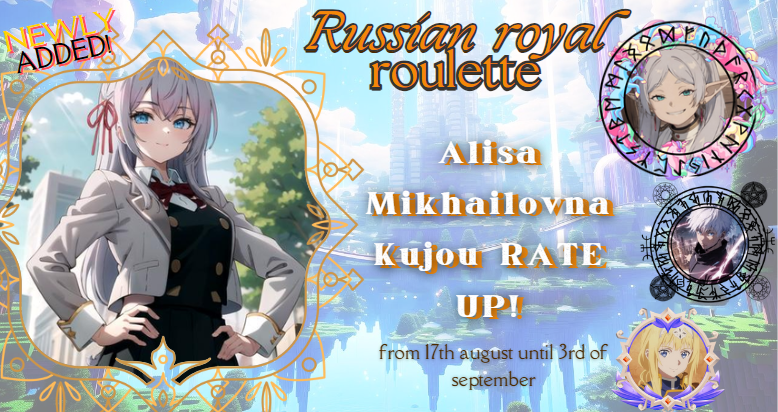 NEWLY
ADDED!
Russian royal
roulette
Alisa
Mikhailovna
Kujou RATE
UP!
from 17th august until 3rd of
september